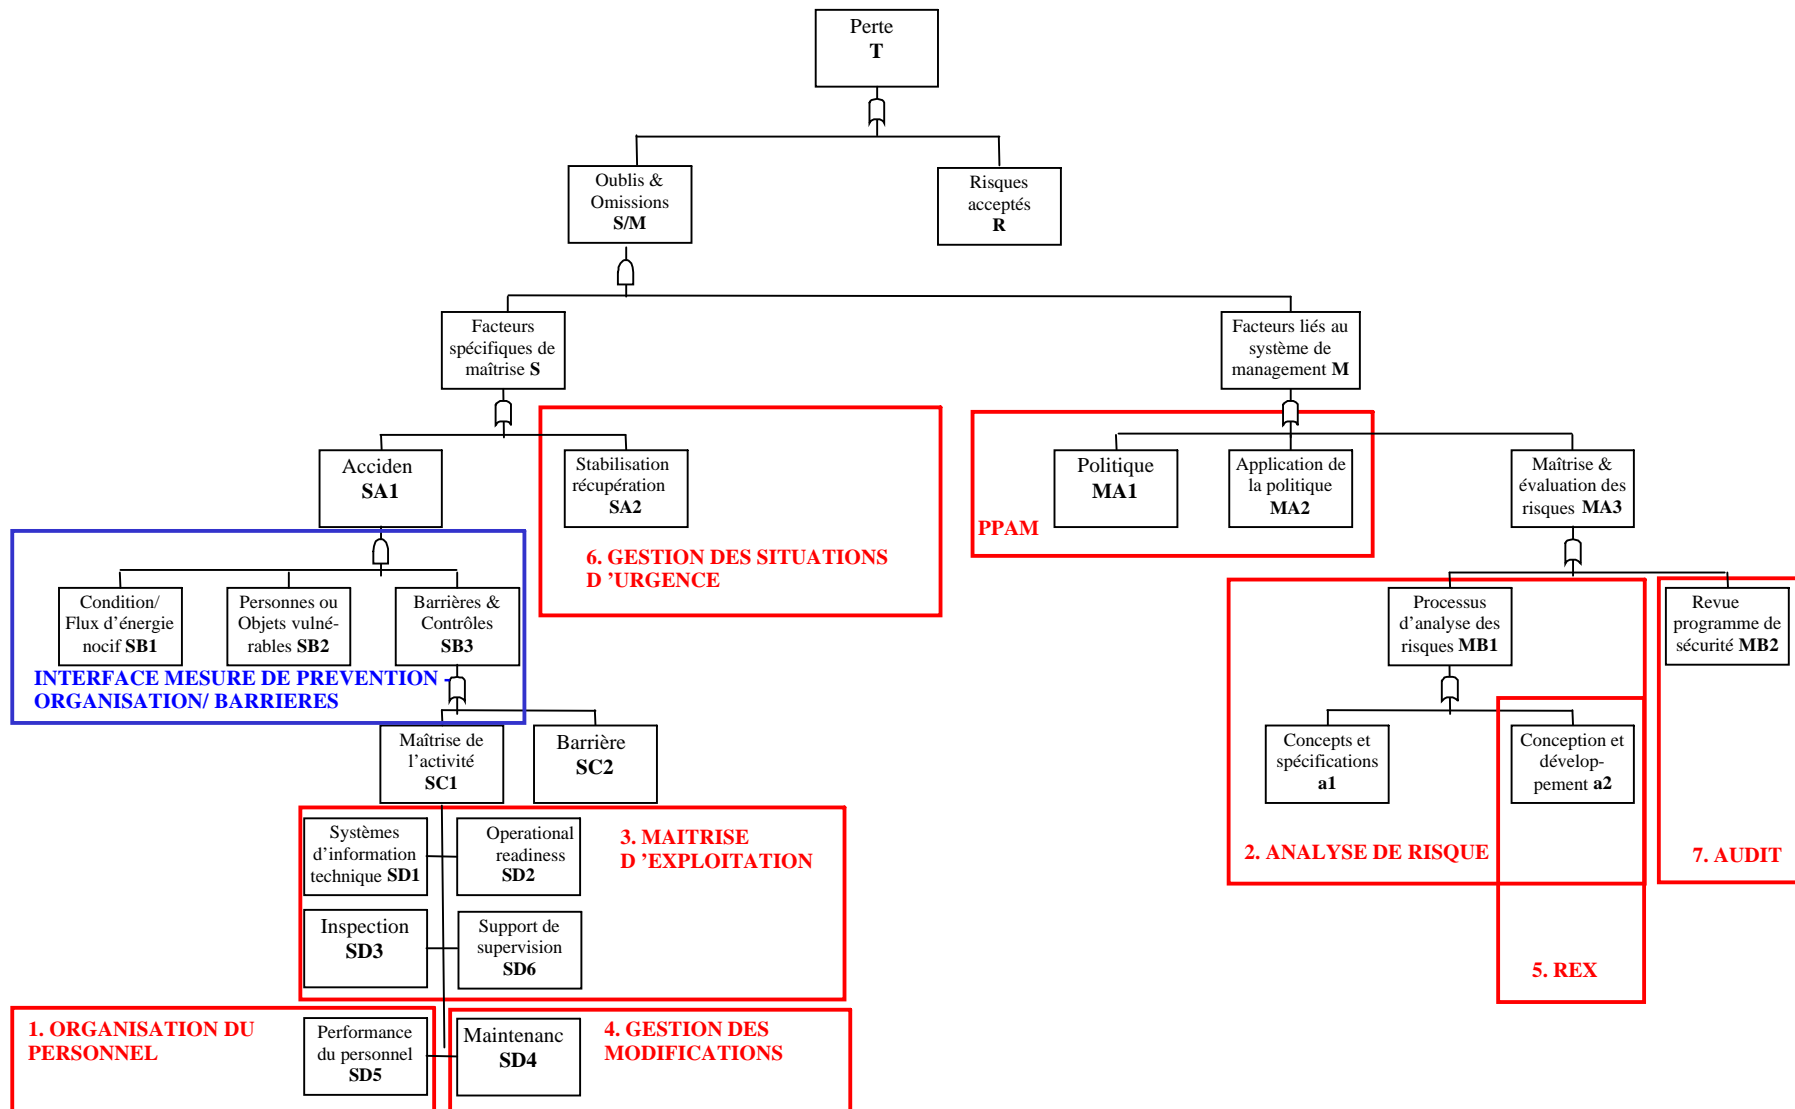 Perte
T
Oublis &
Omissions
S/M
Risques
acceptés
R
Facteurs
spécifiques de
maîtrise S
Facteurs liés au
système de
management M
Acciden
SA1
Stabilisation
récupération
SA2
6. GESTION DES SITUATIONS
D ’URGENCE
Politique
MA1
Application de
la politique
MA2
PPAM
Maîtrise &
évaluation des
risques MA3
Condition/
Flux d’énergie
nocif SB1
Personnes ou
Objets vulné-
rables SB2
Barrières &
Contrôles
SB3
INTERFACE MESURE DE PREVENTION -
ORGANISATION/ BARRIERES
Processus
d’analyse des
risques MB1
Revue
programme de
sécurité MB2
Maîtrise de
l’activité
SC1
Barrière
SC2
Concepts et
spécifications
a1
Conception et
dévelop-
pement a2
2. ANALYSE DE RISQUE
7. AUDIT
5. REX
Systèmes
d’information
technique SD1
Operational
readiness
SD2
3. MAITRISE
D ’EXPLOITATION
Inspection
SD3
Support de
supervision
SD6
1. ORGANISATION DU
PERSONNEL
Performance
du personnel
SD5
Maintenanc
SD4
4. GESTION DES
MODIFICATIONS